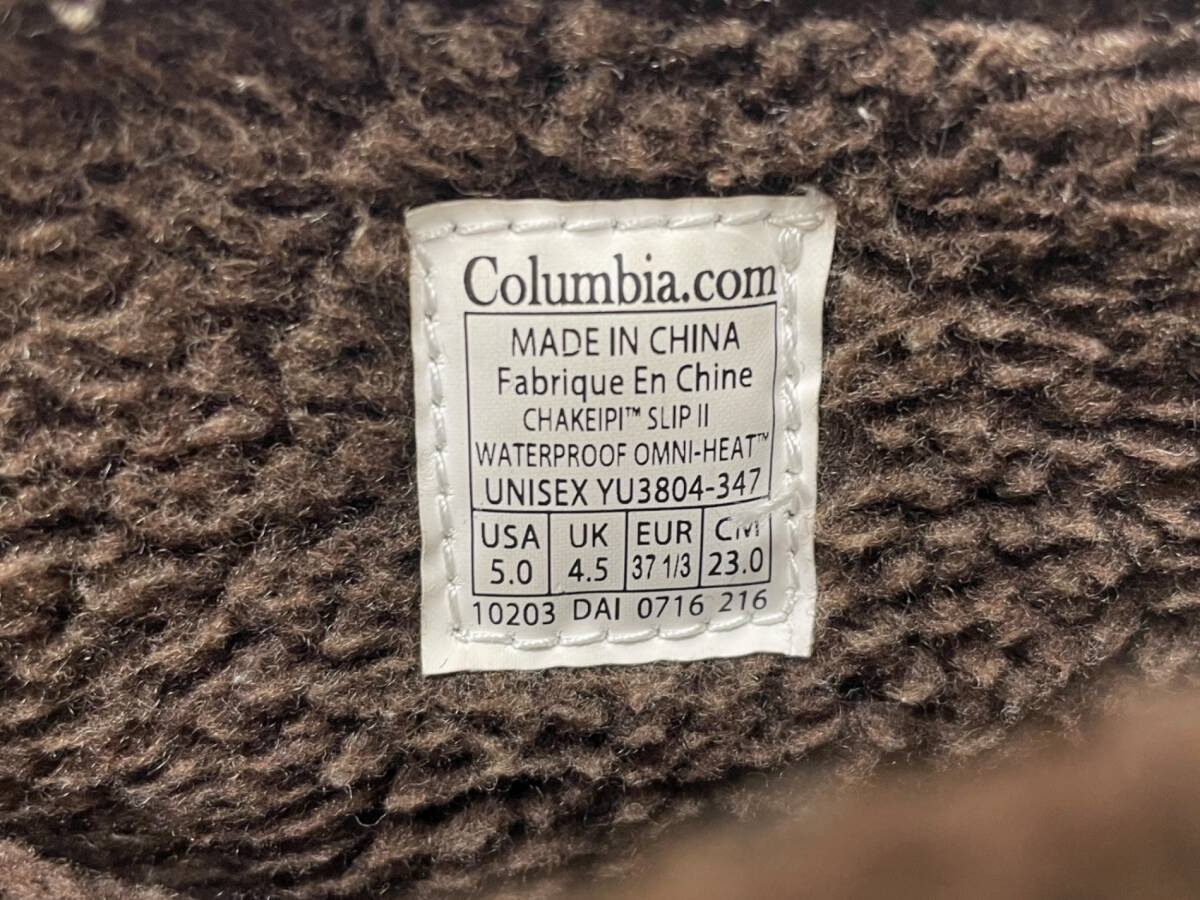 Columbia.com
MADE IN CHINA
Fabrique En Chine
CHAKEIPI™ SLIP II
WATERPROOF OMNI-HEAT™
UNISEX YU3804-347
USA UK EUR CM
5.0 4.5 37 1/3 23.0
10203 DAI 0716 216